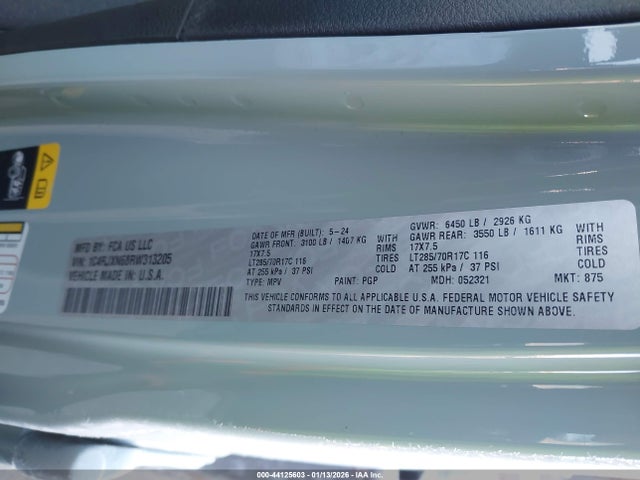 MFD BY: FCA US LLC
VIN: 1C4RJXN68RW313205
VEHICLE MADE IN U.S.A.
DATE OF MFR (BUILT): 5-24
GAWR FRONT: 3100 LB / 1407 KG WITH
17X7.5 RIMS
LT285/70R17C 116 TIRES
AT 255 kPa / 37 PSI COLD
TYPE: MPV PAINT: PGP
GVWR: 6450 LB / 2926 KG
GAWR REAR: 3550 LB / 1611 KG WITH
17X7.5 RIMS
LT285/70R17C 116 TIRES
AT 255 kPa / 37 PSI COLD
MDH: 052321 MKT: 875
THIS VEHICLE CONFORMS TO ALL APPLICABLE U.S.A. FEDERAL MOTOR VEHICLE SAFETY
STANDARDS IN EFFECT ON THE DATE OF MANUFACTURE SHOWN ABOVE.
000-44125603 - 01/13/2026 - IAAI INC.